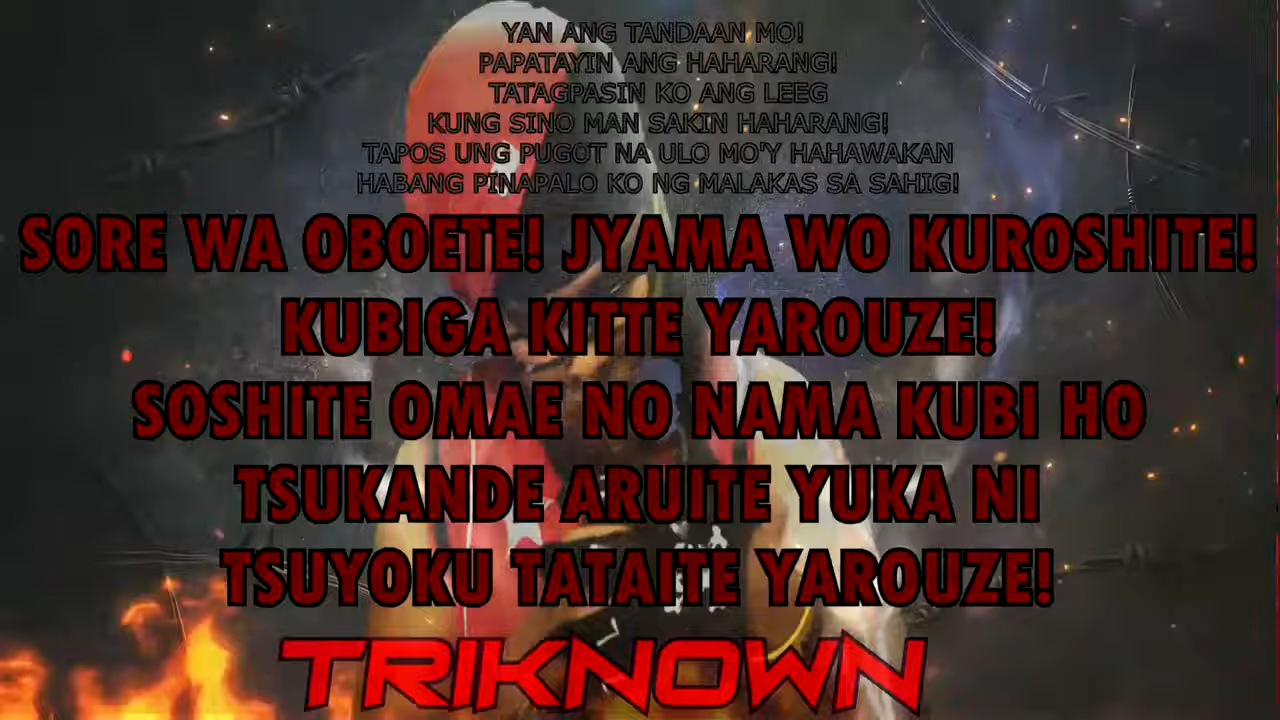 YAN ANG TANDAAN MO!
PAPATAYIN ANG HAHARANG!
TATAGPASIN KO ANG LEEG
KUNG SINO MAN SAKIN HAHARANG!
TAPOS UNG PUGOT NA ULO MO'Y HAHAWAKAN
HABANG PINAPALO KO NG MALAKAS SA SAHIG!
SORE WA OBOETE! JYAMA WO KUROSHITE!
KUBIGA KITTE YAROUZE!
SOSHITE OMAE NO NAMA KUBI HO
TSUKANDE ARUITE YUKA NI
TSUYOKU TATAITE YAROUZE!
TRIKNOWN